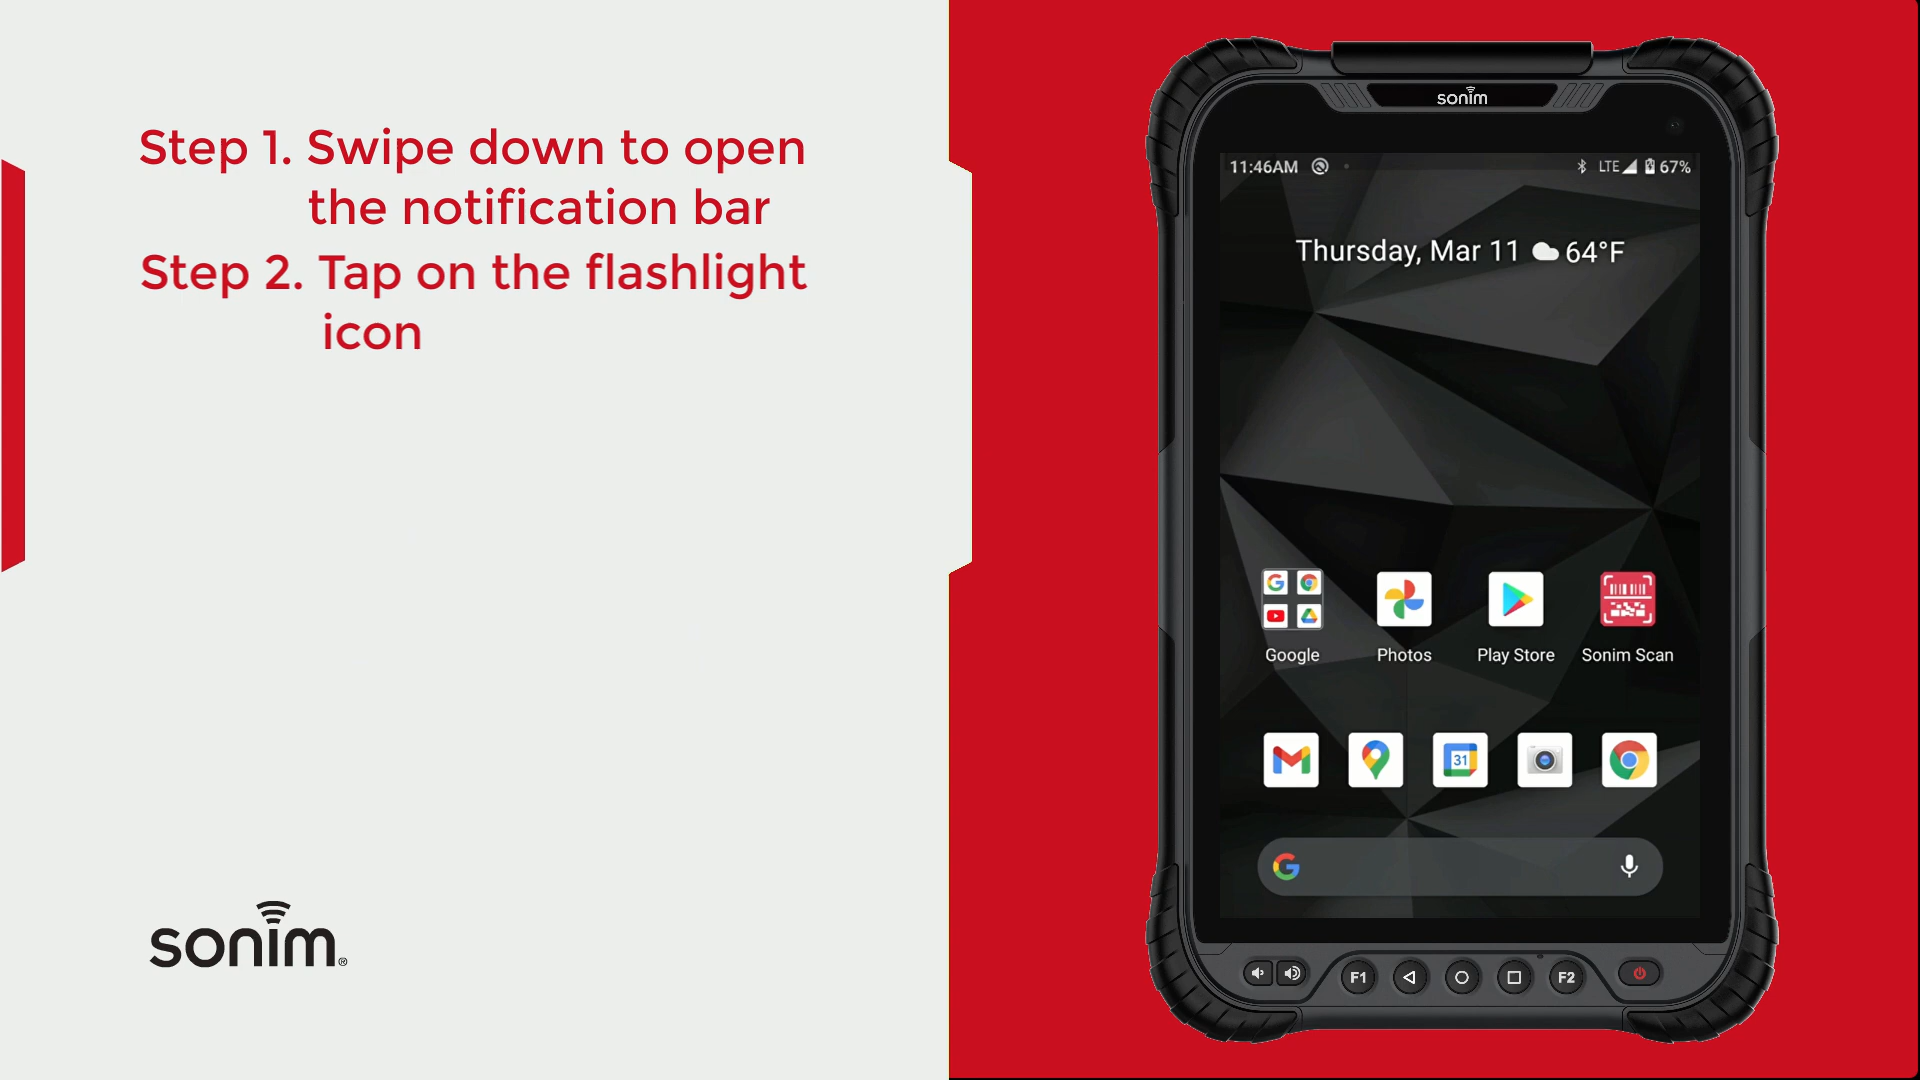 Step 1. Swipe down to open
the notification bar
Step 2. Tap on the flashlight
icon
sonim®
sonim
11:46AM LTE 67%
Thursday, Mar 11 64°F
Google Photos Play Store Sonim Scan
31
F1 F2